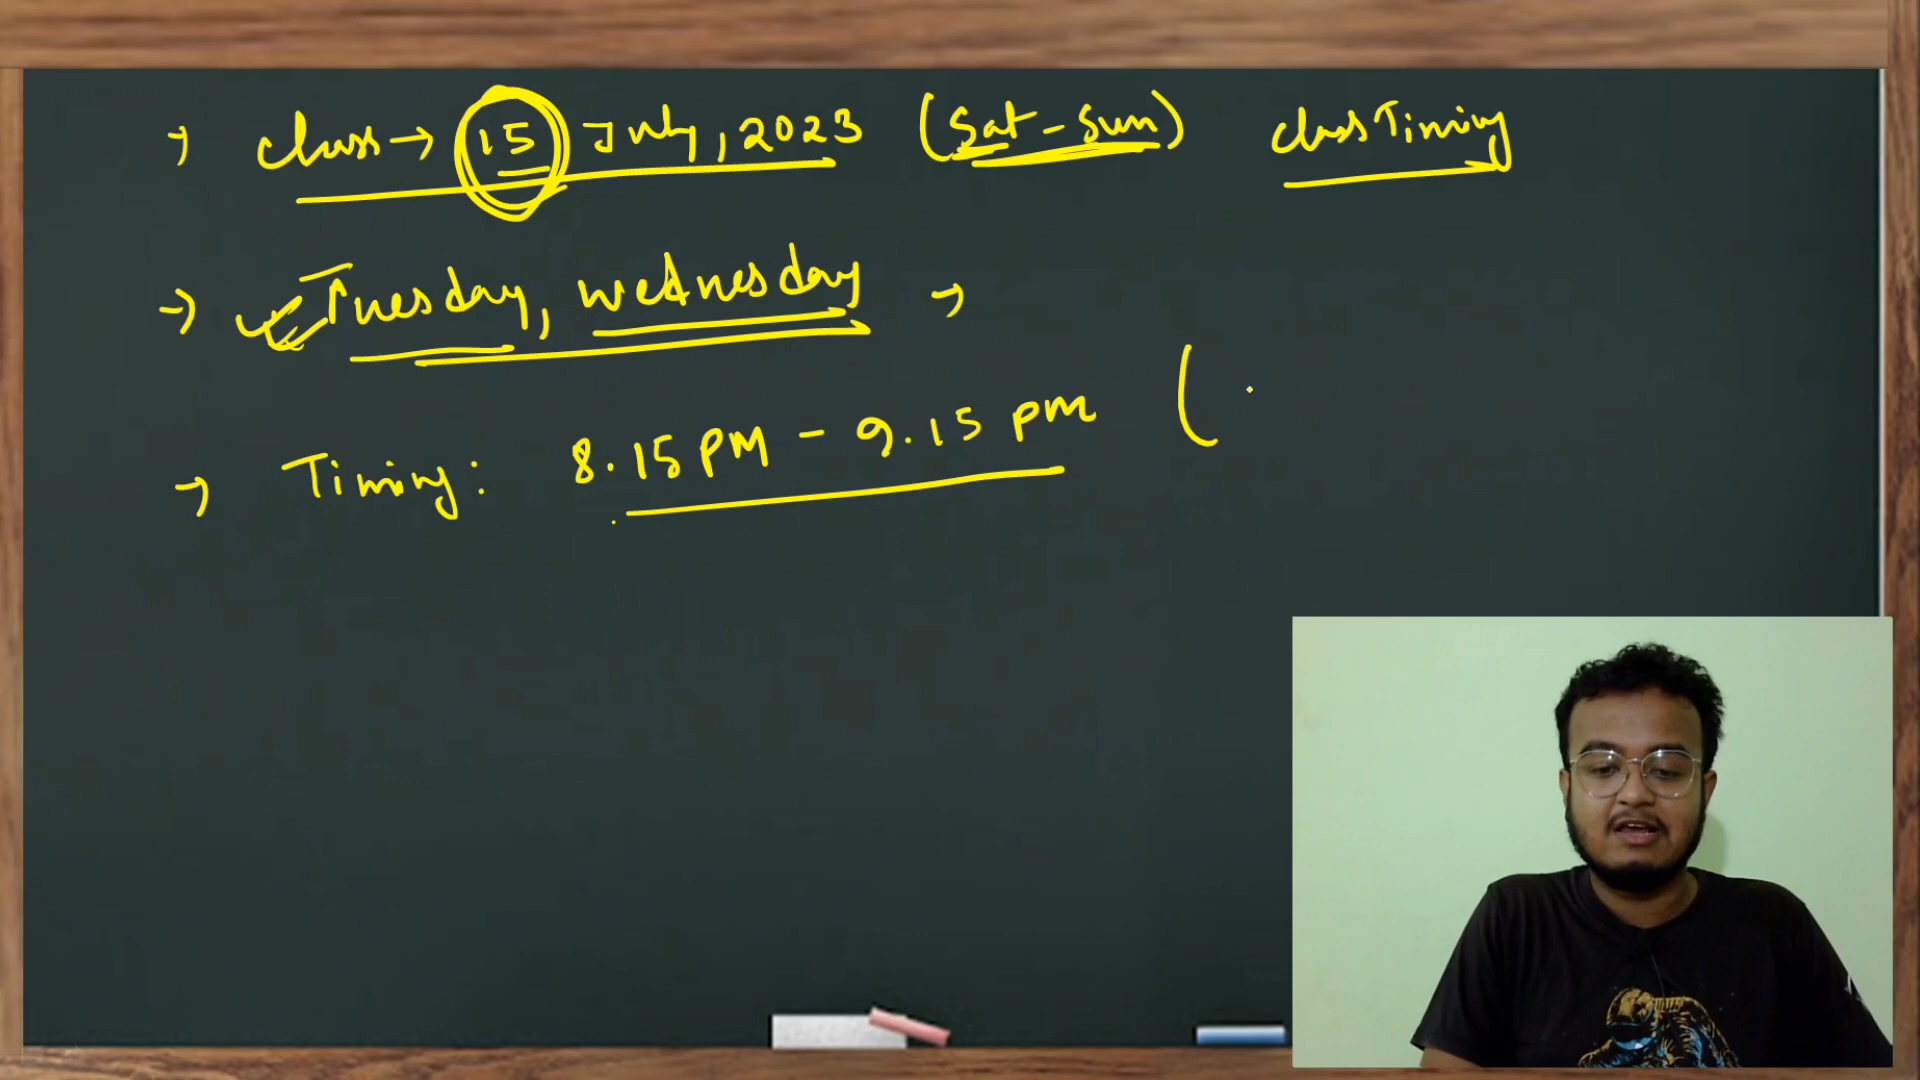 → class → 15 July, 2023 (Sat - Sun) class Timing
→ Tuesday, wednesday →
→ Timing: 8.15 PM - 9.15 pm (